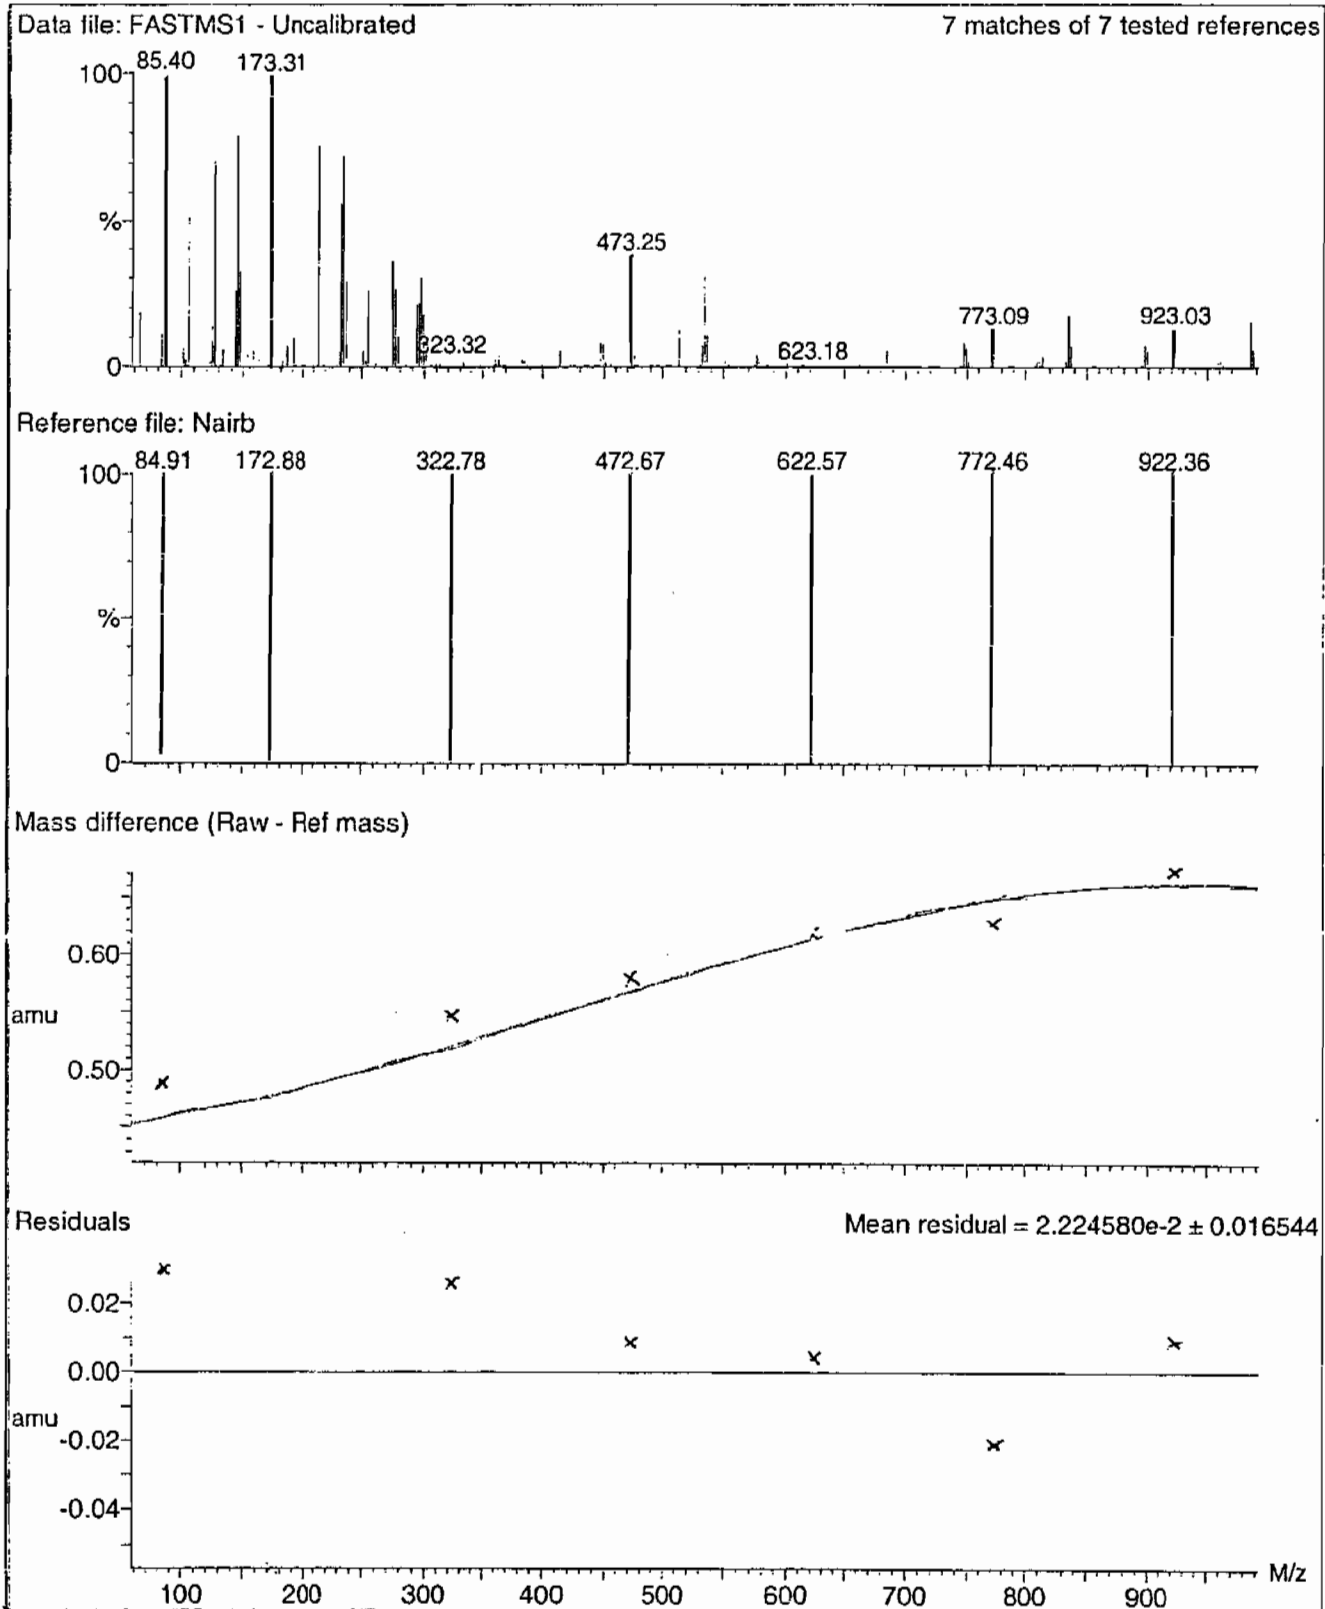 Data file: FASTMS1 - Uncalibrated 7 matches of 7 tested references
85.40 173.31
100
%
473.25
773.09 923.03
323.32 623.18
0
Reference file: Nairb
84.91 172.88 322.78 472.67 622.57 772.46 922.36
100
%
0
Mass difference (Raw - Ref mass)
0.60
amu
0.50
Residuals Mean residual = 2.224580e-2 ± 0.016544
0.02
0.00
amu
-0.02
-0.04
M/z
100 200 300 400 500 600 700 800 900